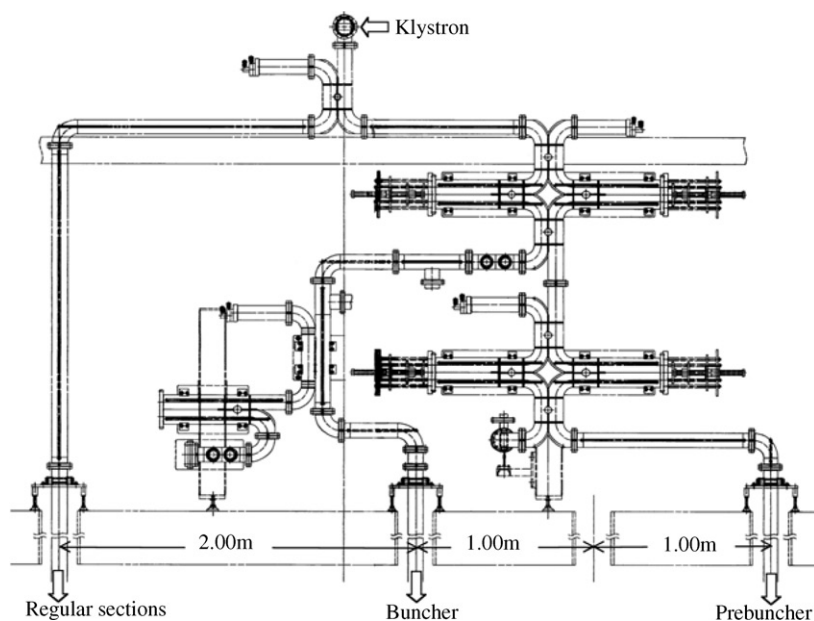 Klystron
2.00m
1.00m
1.00m
Regular sections
Buncher
Prebuncher